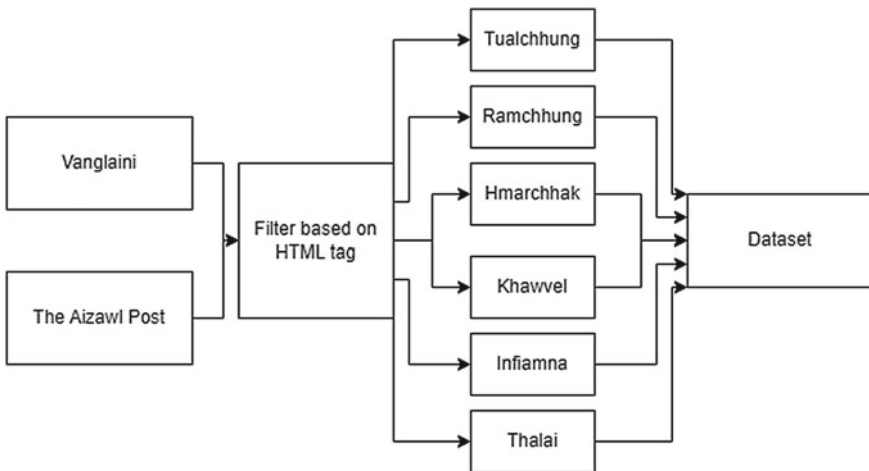 Vanglaini
The Aizawl Post
Filter based on
HTML tag
Tualchhung
Ramchhung
Hmarchhak
Khawvel
Infiamna
Thalai
Dataset